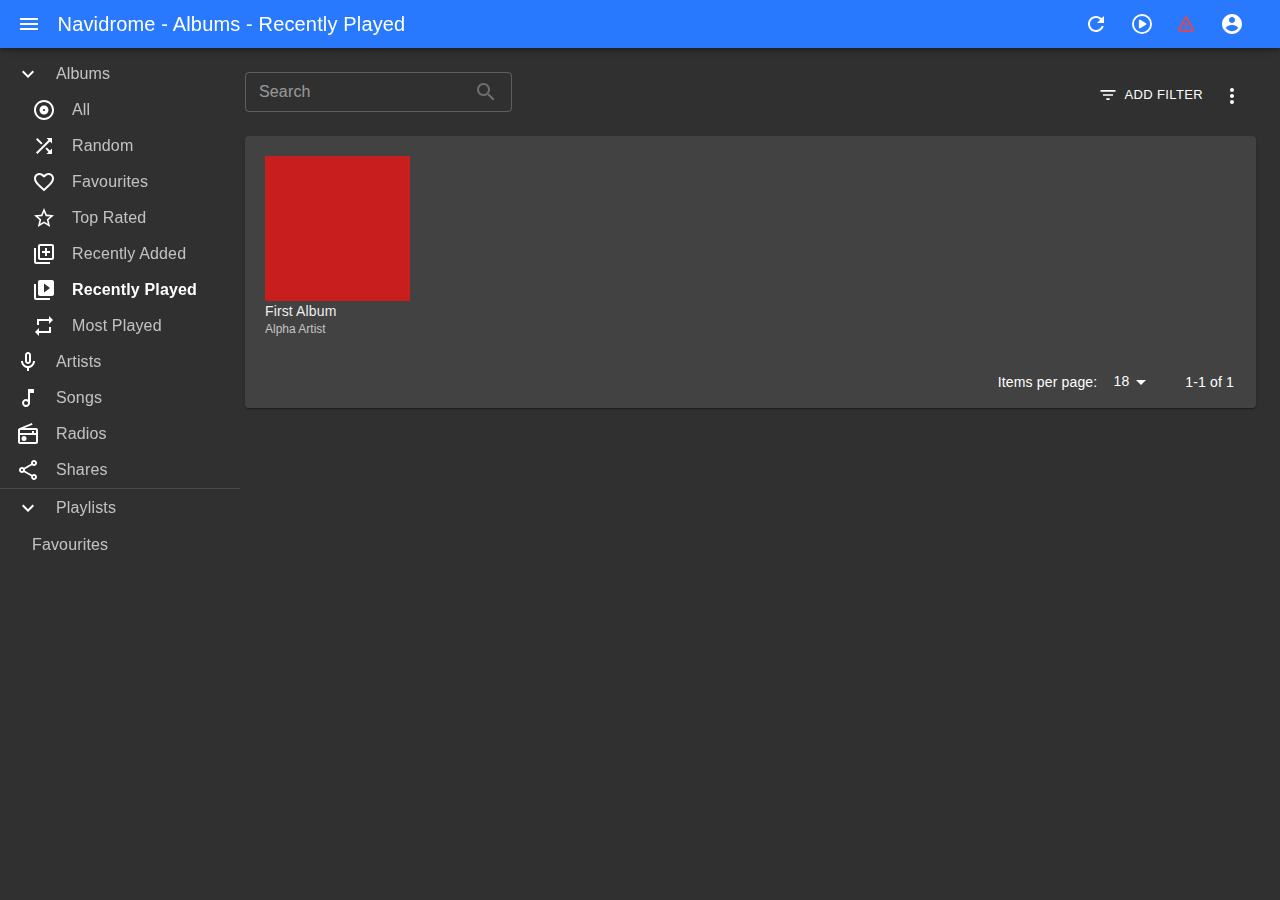 Navidrome - Albums - Recently Played
Albums
All
Random
Favourites
Top Rated
Recently Added
Recently Played
Most Played
Artists
Songs
Radios
Shares
Playlists
Favourites
Search
ADD FILTER
First Album
Alpha Artist
Items per page: 18 1-1 of 1